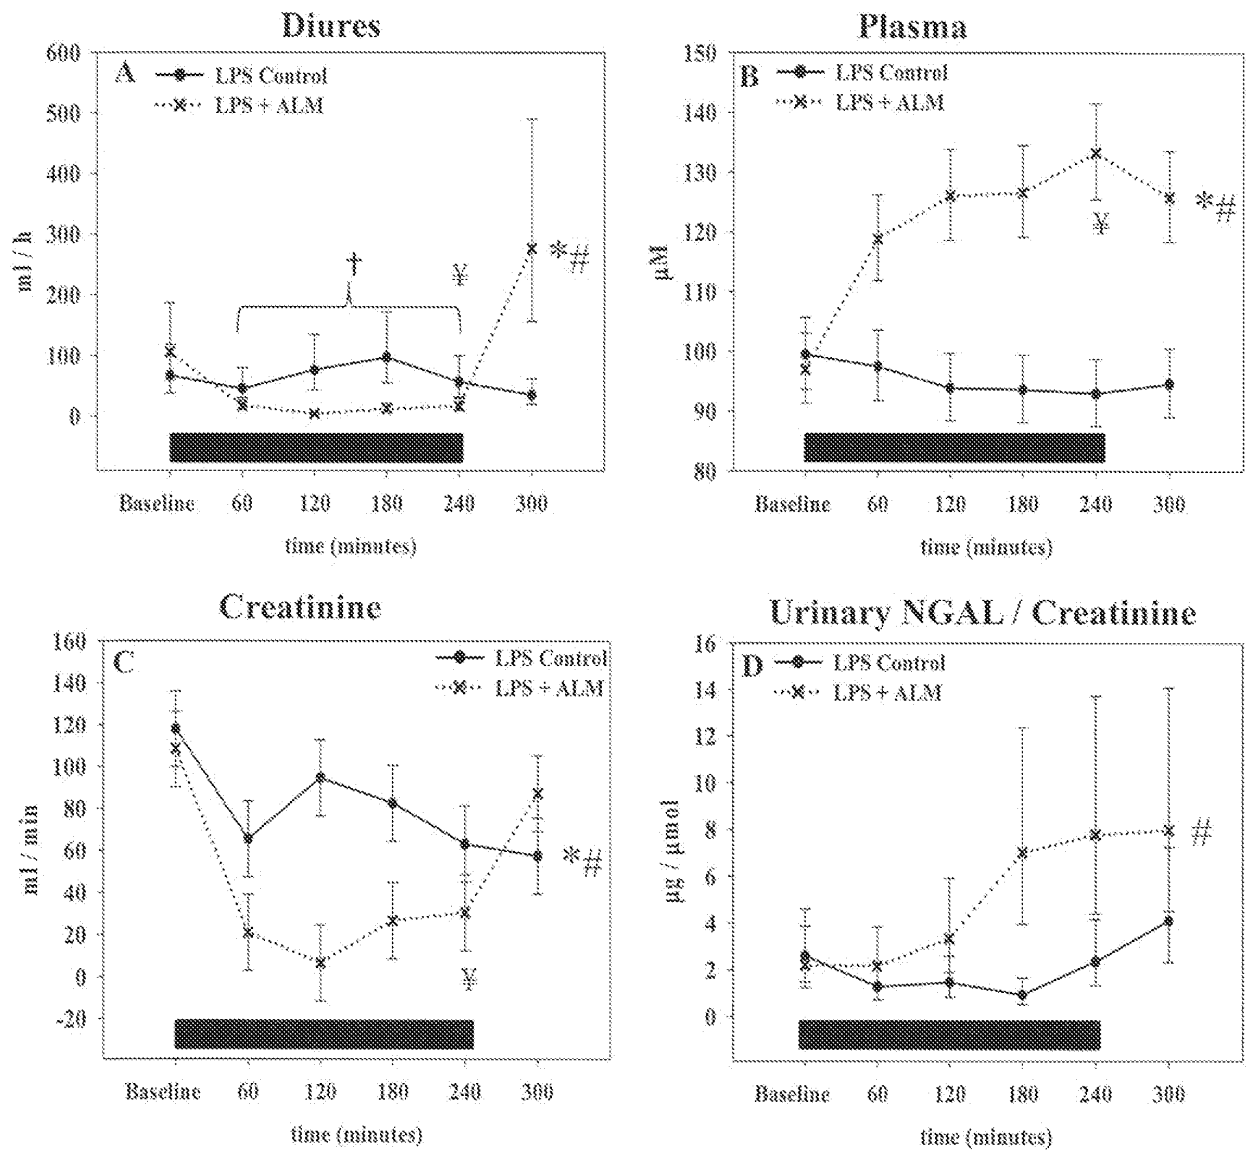 Diures
600
500
400
300
200
100
0
ml / h
A
LPS Control
LPS + ALM
†
¥
*#
Baseline 60 120 180 240 300
time (minutes)
Plasma
150
140
130
120
110
100
90
80
µM
B
LPS Control
LPS + ALM
¥
*#
Baseline 60 120 180 240 300
time (minutes)
Creatinine
160
140
120
100
80
60
40
20
0
-20
ml / min
C
LPS Control
LPS + ALM
¥
*#
Baseline 60 120 180 240 300
time (minutes)
Urinary NGAL / Creatinine
16
14
12
10
8
6
4
2
0
µg / µmol
D
LPS Control
LPS + ALM
#
Baseline 60 120 180 240 300
time (minutes)